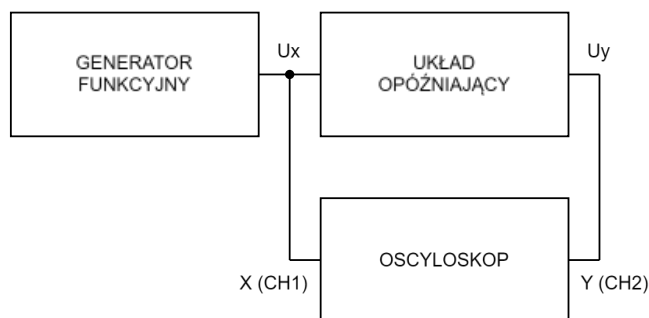 GENERATOR
FUNKCYJNY
Ux
UKŁAD
OPÓŹNIAJĄCY
Uy
OSCYLOSKOP
X (CH1)
Y (CH2)